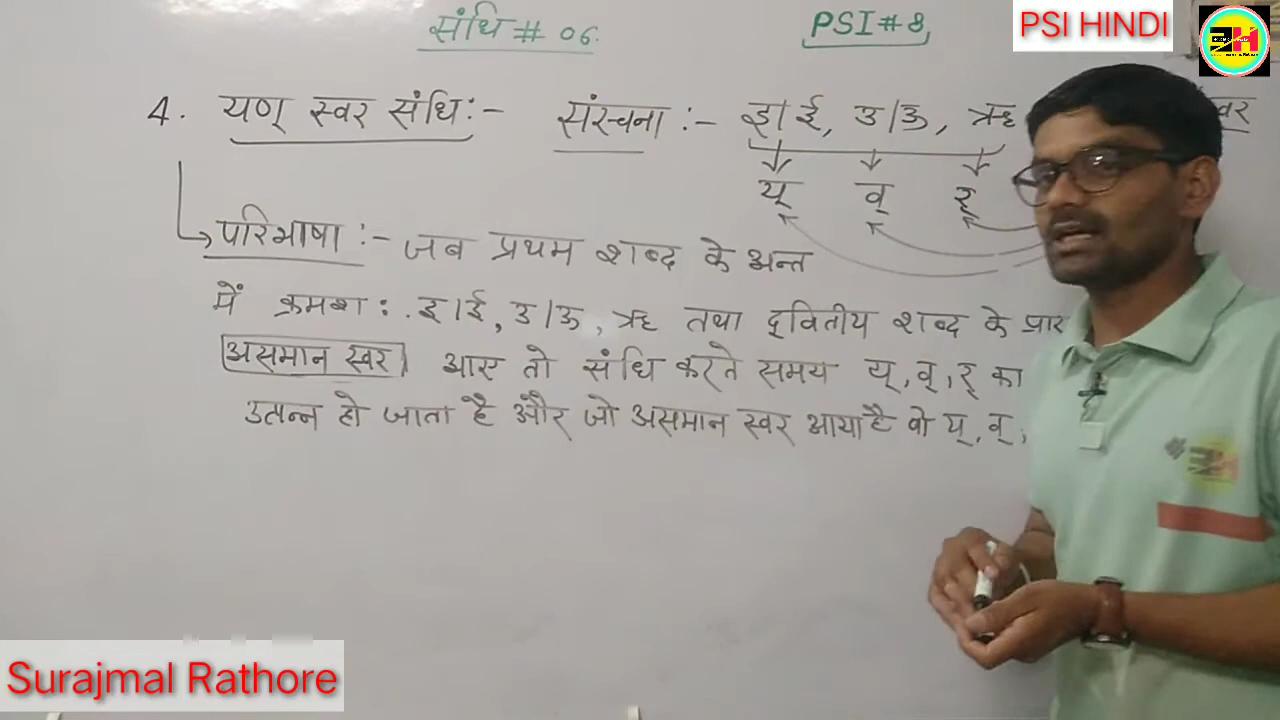 संधि # 06
PSI # 8
PSI HINDI
4. यण् स्वर संधि :- संरचना :- इ/ई, उ/ऊ, ऋ
य् व् र्
परिभाषा :- जब प्रथम शब्द के अन्त
में क्रमशः इ/ई, उ/ऊ, ऋ तथा द्वितीय शब्द के प्रार
असमान स्वर आए तो संधि करते समय य्, व्, र् का
उत्पन्न हो जाता है और जो असमान स्वर आया है वो य्, व्,
Surajmal Rathore